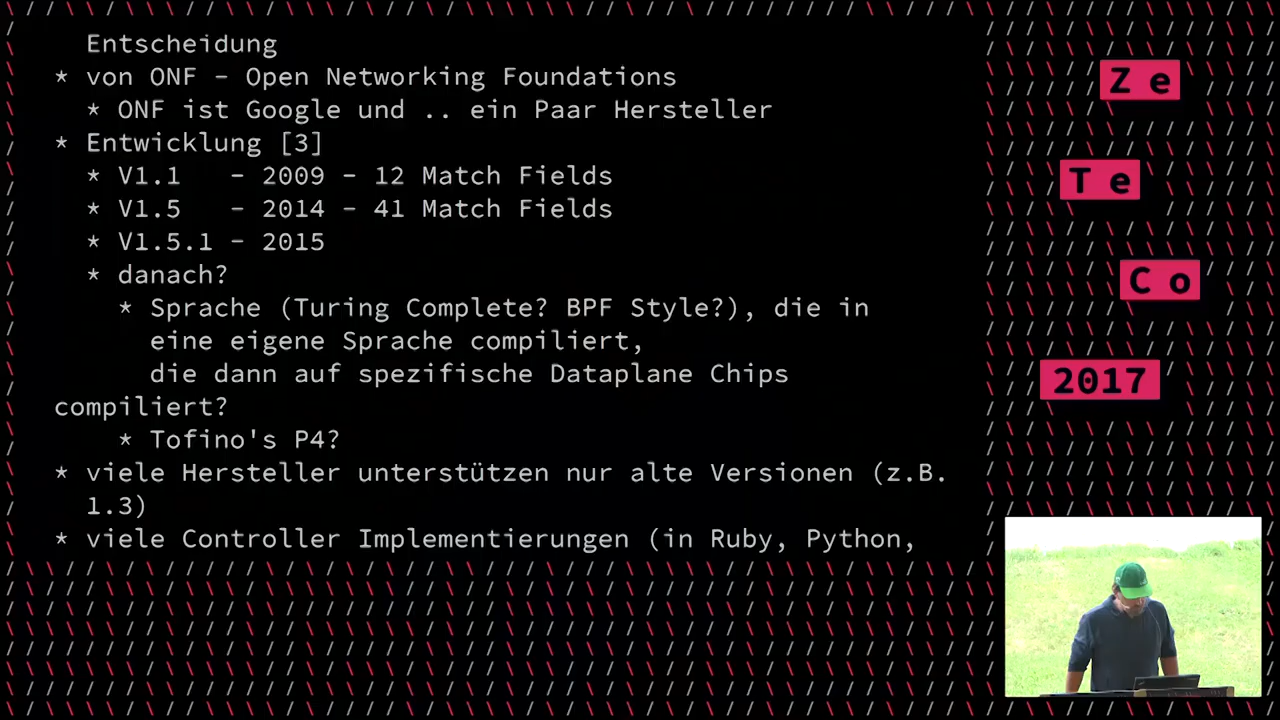 Entscheidung
* von ONF - Open Networking Foundations
* ONF ist Google und .. ein Paar Hersteller
* Entwicklung [3]
* V1.1 - 2009 - 12 Match Fields
* V1.5 - 2014 - 41 Match Fields
* V1.5.1 - 2015
* danach?
* Sprache (Turing Complete? BPF Style?), die in
eine eigene Sprache compiliert,
die dann auf spezifische Dataplane Chips
compiliert?
* Tofino's P4?
* viele Hersteller unterstützen nur alte Versionen (z.B.
1.3)
* viele Controller Implementierungen (in Ruby, Python,
Z e
T e
C o
2017